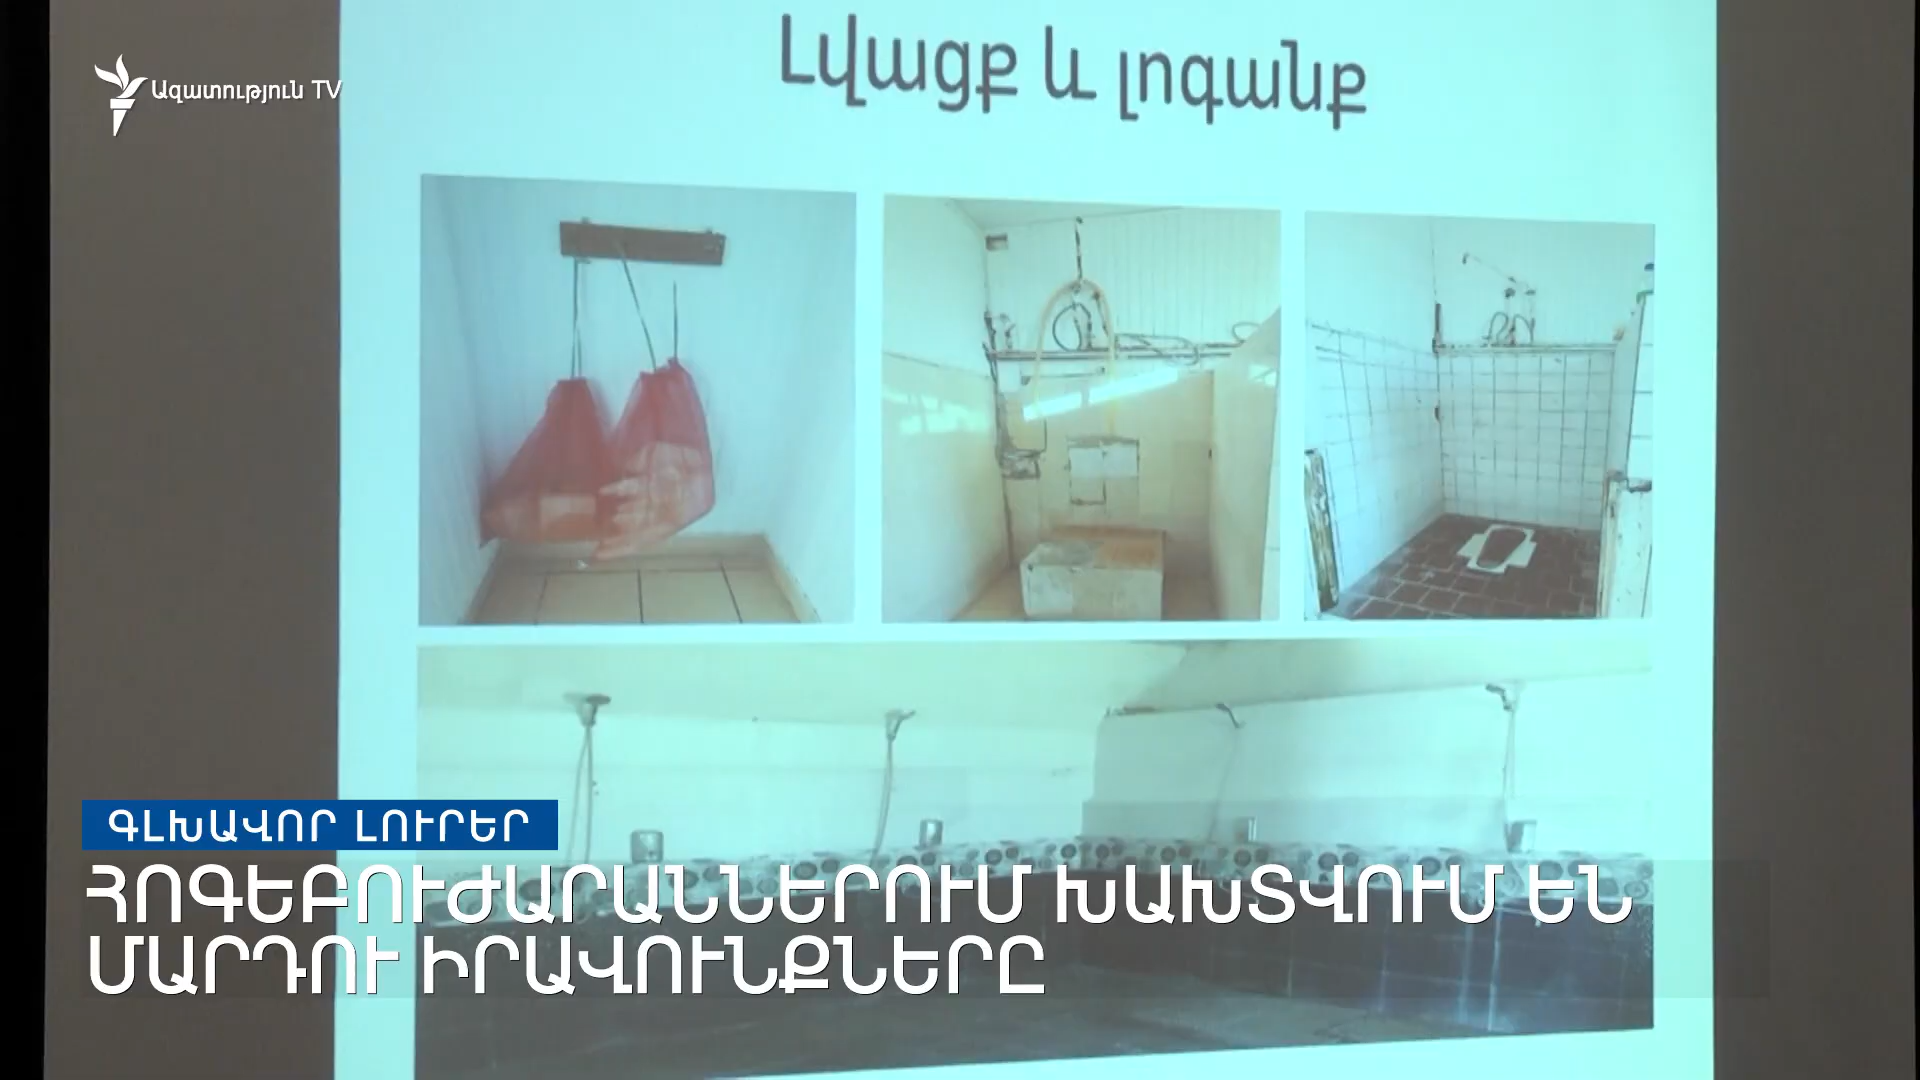 Լվացք և լոգանք
Ազատություն TV
ԳԼԽԱՎՈՐ ԼՈՒՐԵՐ
ՀՈԳԵԲՈՒԺԱՐԱՆՆԵՐՈՒՄ ԽԱԽՏՎՈՒՄ ԵՆ
ՄԱՐԴՈՒ ԻՐԱՎՈՒՆՔՆԵՐԸ